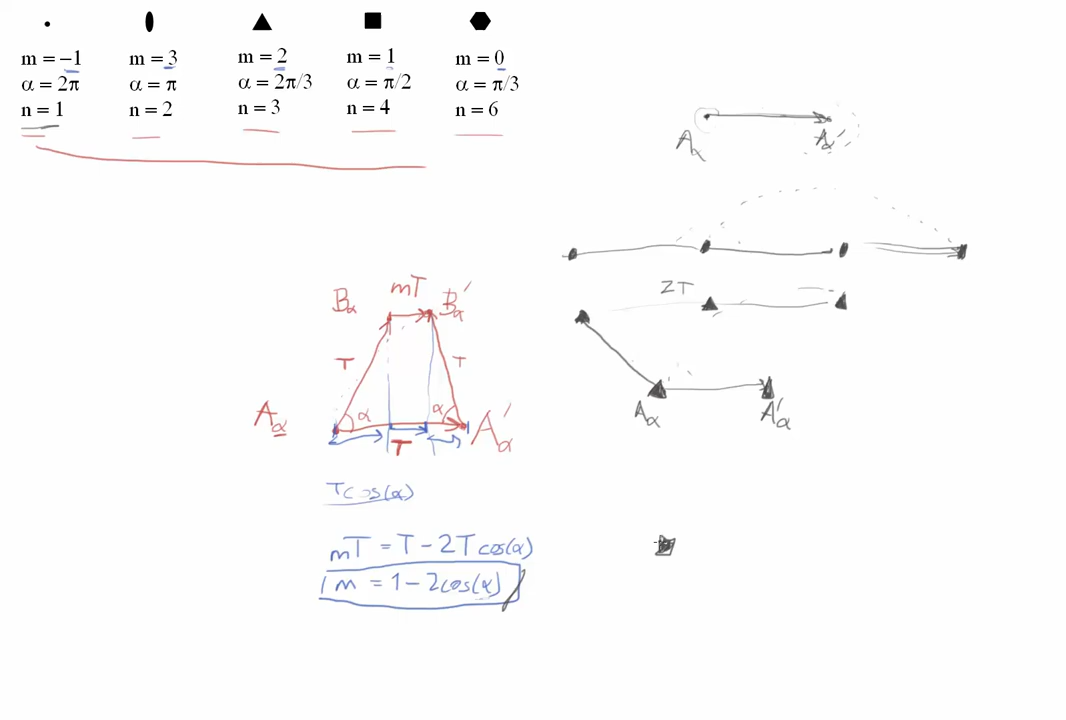 m = −1 m = 3 m = 2 m = 1 m = 0
α = 2π α = π α = 2π/3 α = π/2 α = π/3
n = 1 n = 2 n = 3 n = 4 n = 6
Aα Aα'
2T
mT
Bα Bα'
T T
α α
Aα T Aα'
Aα A'α
Tcos(α)
mT = T − 2Tcos(α)
m = 1 − 2cos(α)